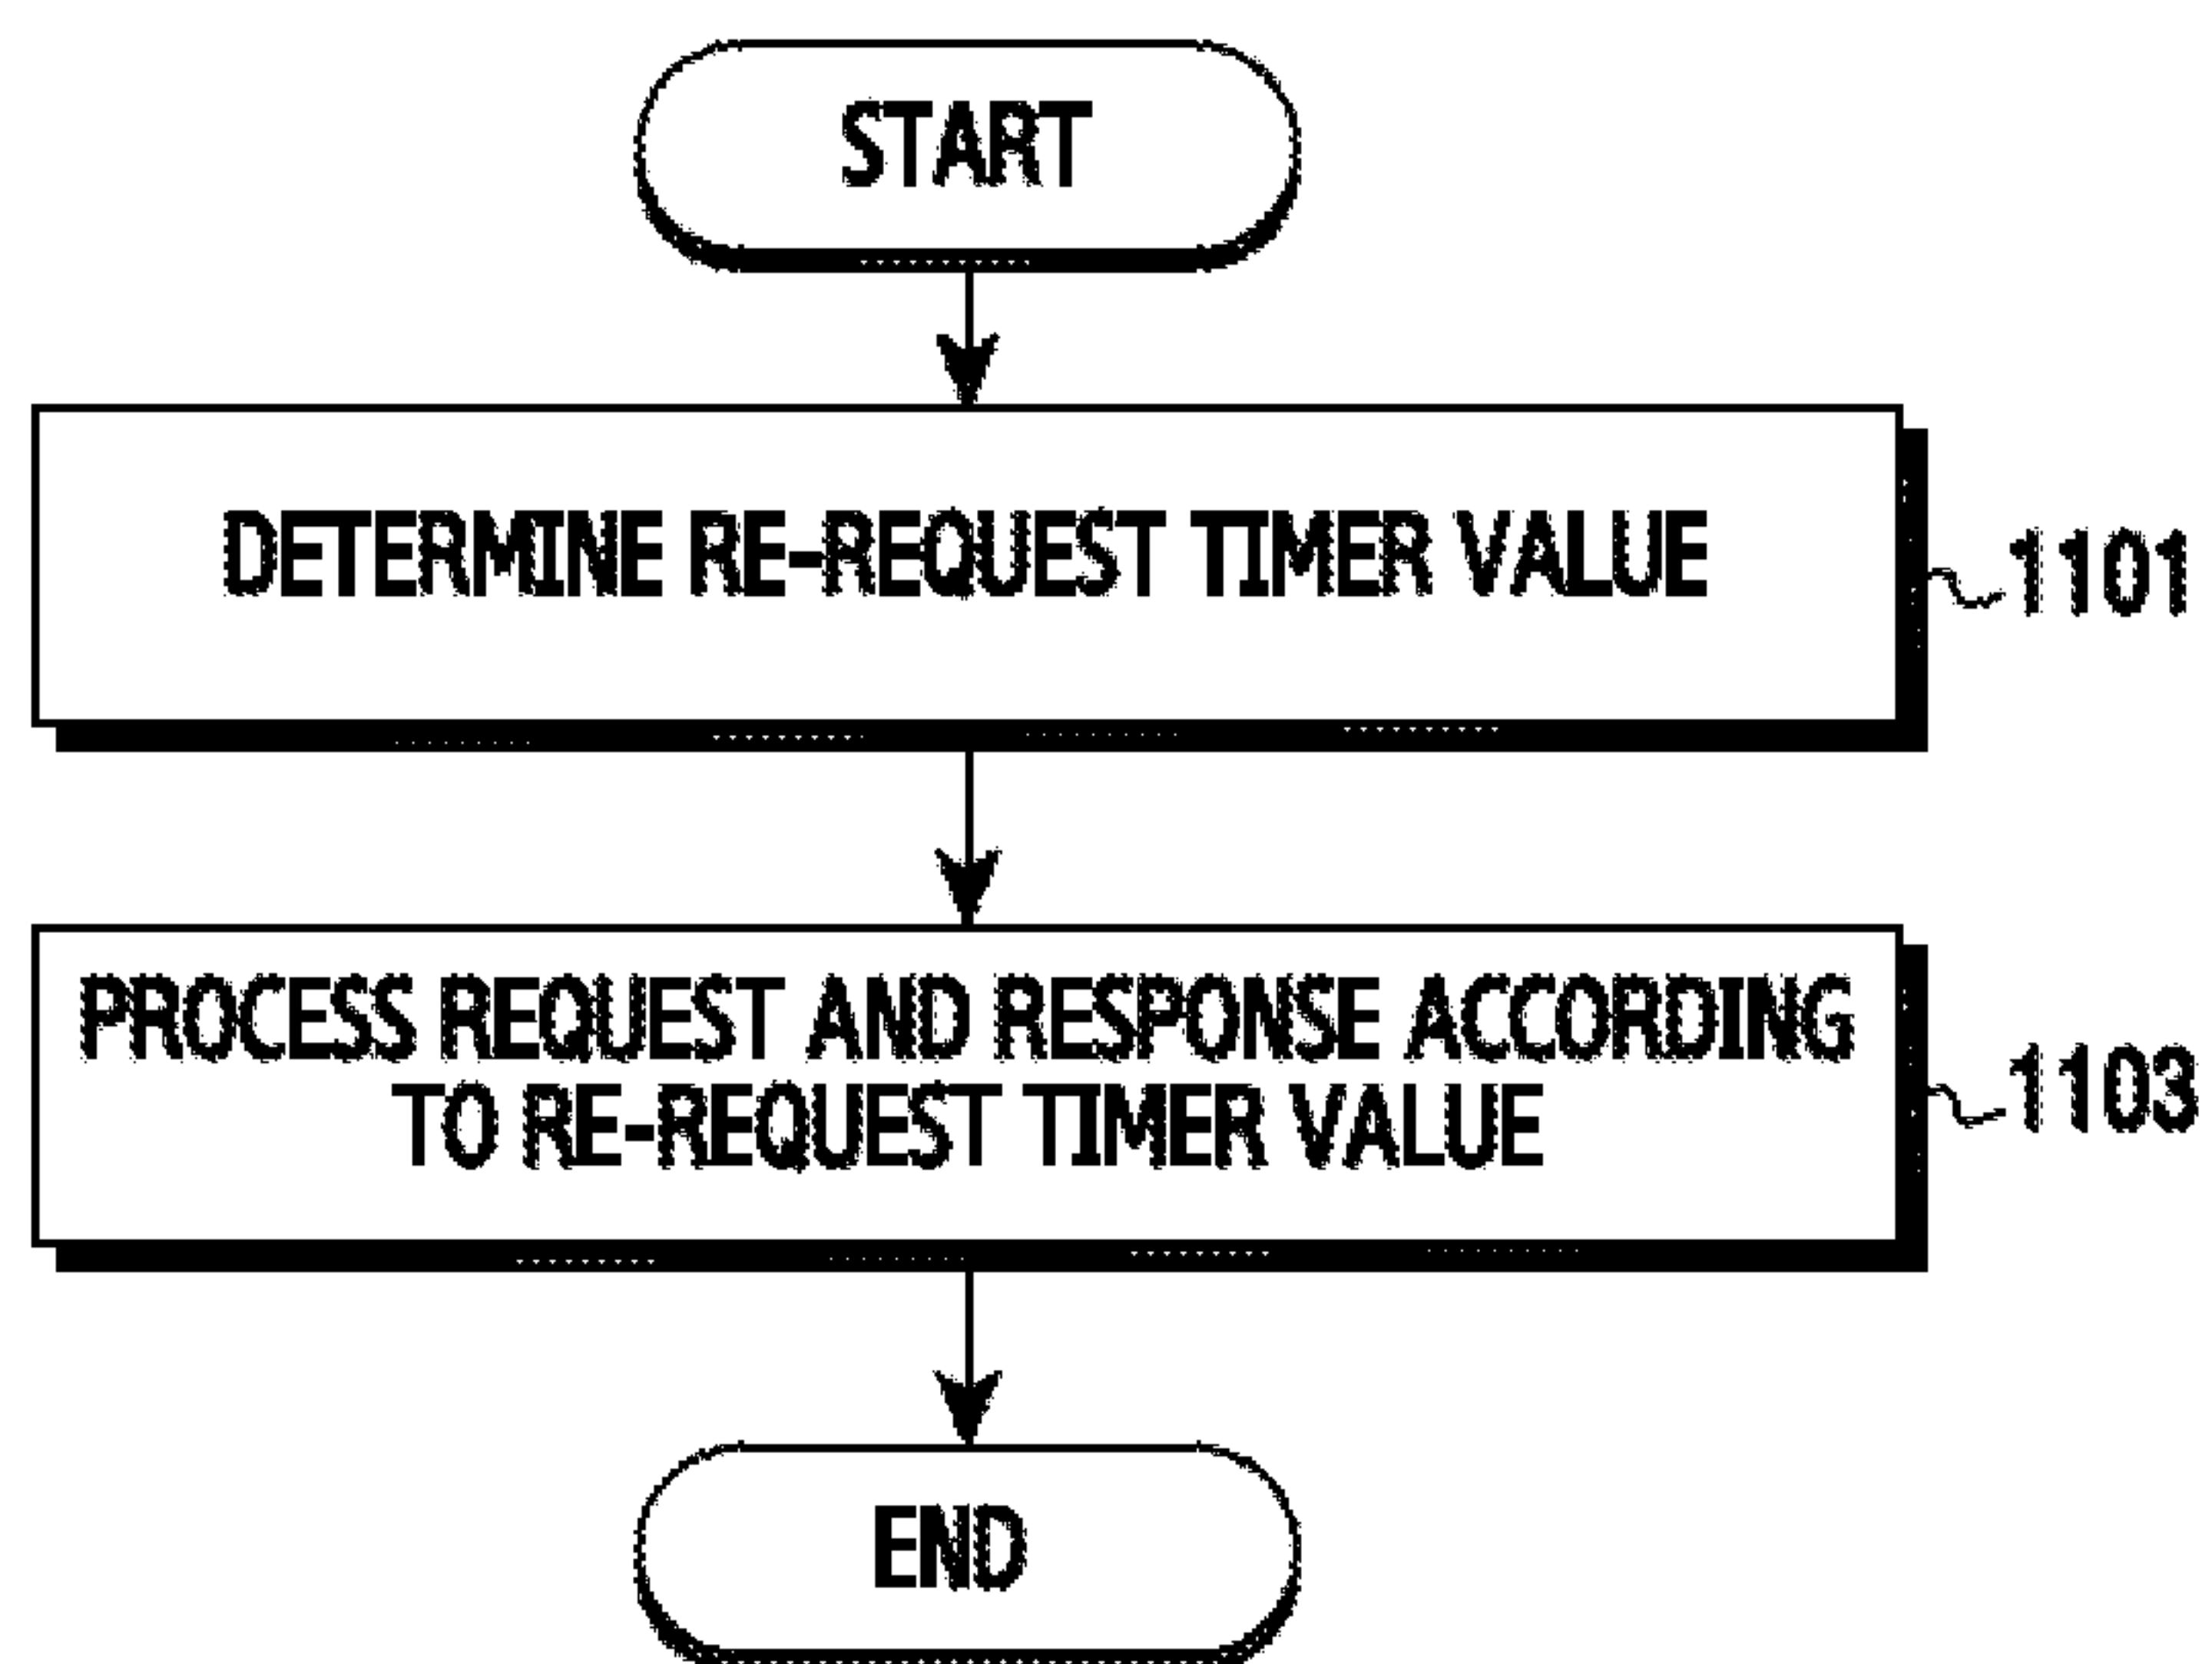 START
DETERMINE RE-REQUEST TIMER VALUE
1101
PROCESS REQUEST AND RESPONSE ACCORDING
TO RE-REQUEST TIMER VALUE
1103
END